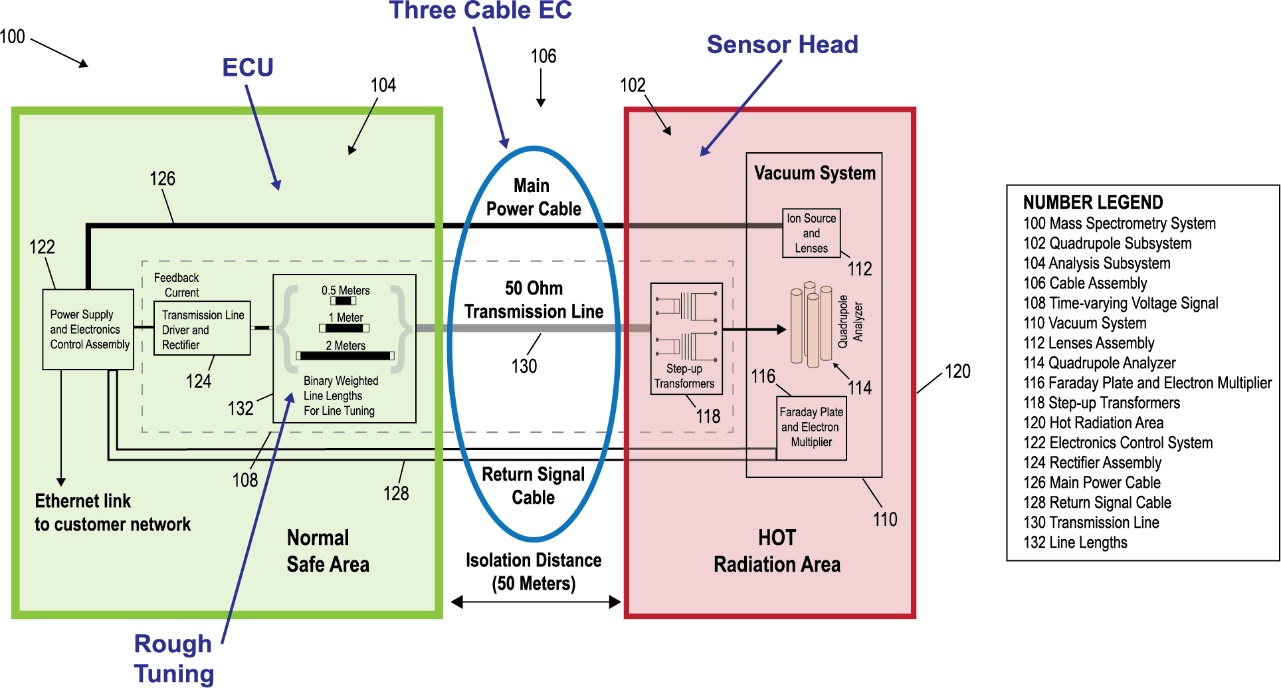 Three Cable EC
100
ECU
106
Sensor Head
104
102
126
Main
Power Cable
Vacuum System
Ion Source
and
Lenses
112
122
Feedback
Current
0.5 Meters
1 Meter
2 Meters
50 Ohm
Transmission Line
Power Supply
and Electronics
Control Assembly
Transmission Line
Driver and
Rectifier
124
130
Step-up
Transformers
Quadrupole
Analyzer
116
114
120
132
Binary Weighted
Line Lengths
For Line Tuning
118
Faraday Plate
and Electron
Multiplier
108
128
Return Signal
Cable
110
Ethernet link
to customer network
Normal
Safe Area
Isolation Distance
(50 Meters)
HOT
Radiation Area
Rough
Tuning
NUMBER LEGEND
100 Mass Spectrometry System
102 Quadrupole Subsystem
104 Analysis Subsystem
106 Cable Assembly
108 Time-varying Voltage Signal
110 Vacuum System
112 Lenses Assembly
114 Quadrupole Analyzer
116 Faraday Plate and Electron Multiplier
118 Step-up Transformers
120 Hot Radiation Area
122 Electronics Control System
124 Rectifier Assembly
126 Main Power Cable
128 Return Signal Cable
130 Transmission Line
132 Line Lengths